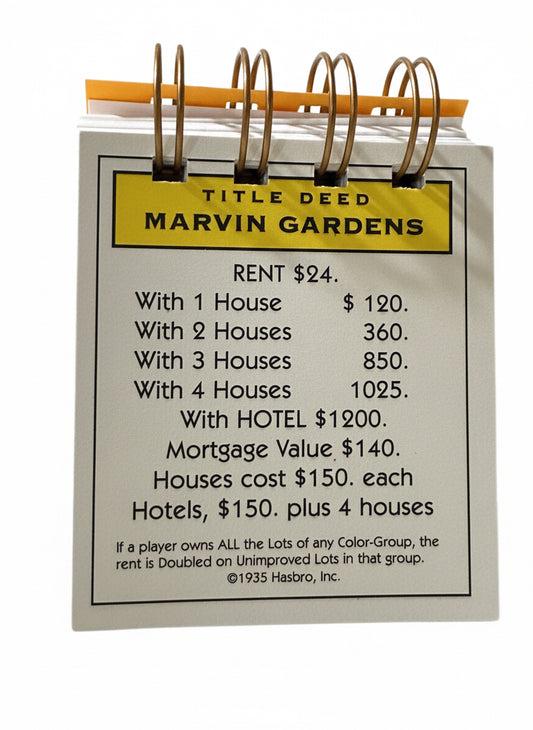 TITLE DEED
MARVIN GARDENS
RENT $24.
With 1 House $ 120.
With 2 Houses 360.
With 3 Houses 850.
With 4 Houses 1025.
With HOTEL $1200.
Mortgage Value $140.
Houses cost $150. each
Hotels, $150. plus 4 houses
If a player owns ALL the Lots of any Color-Group, the
rent is Doubled on Unimproved Lots in that group.
©1935 Hasbro, Inc.